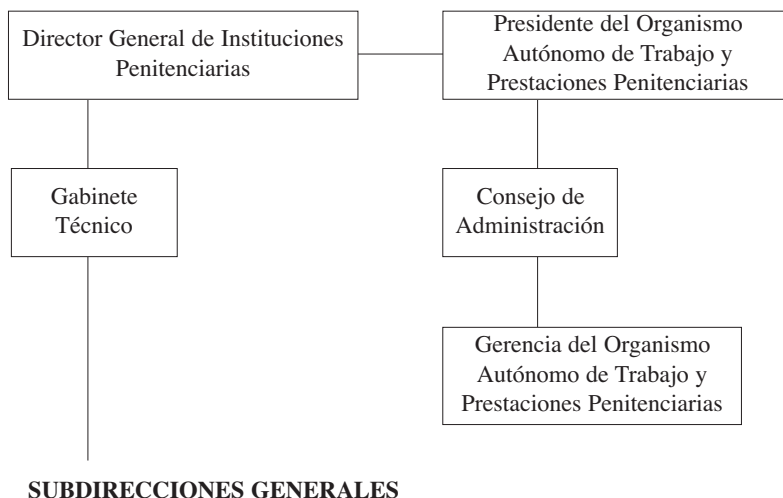 Director General de Instituciones
Penitenciarias
Presidente del Organismo
Autónomo de Trabajo y
Prestaciones Penitenciarias
Gabinete
Técnico
Consejo de
Administración
Gerencia del Organismo
Autónomo de Trabajo y
Prestaciones Penitenciarias
SUBDIRECCIONES GENERALES